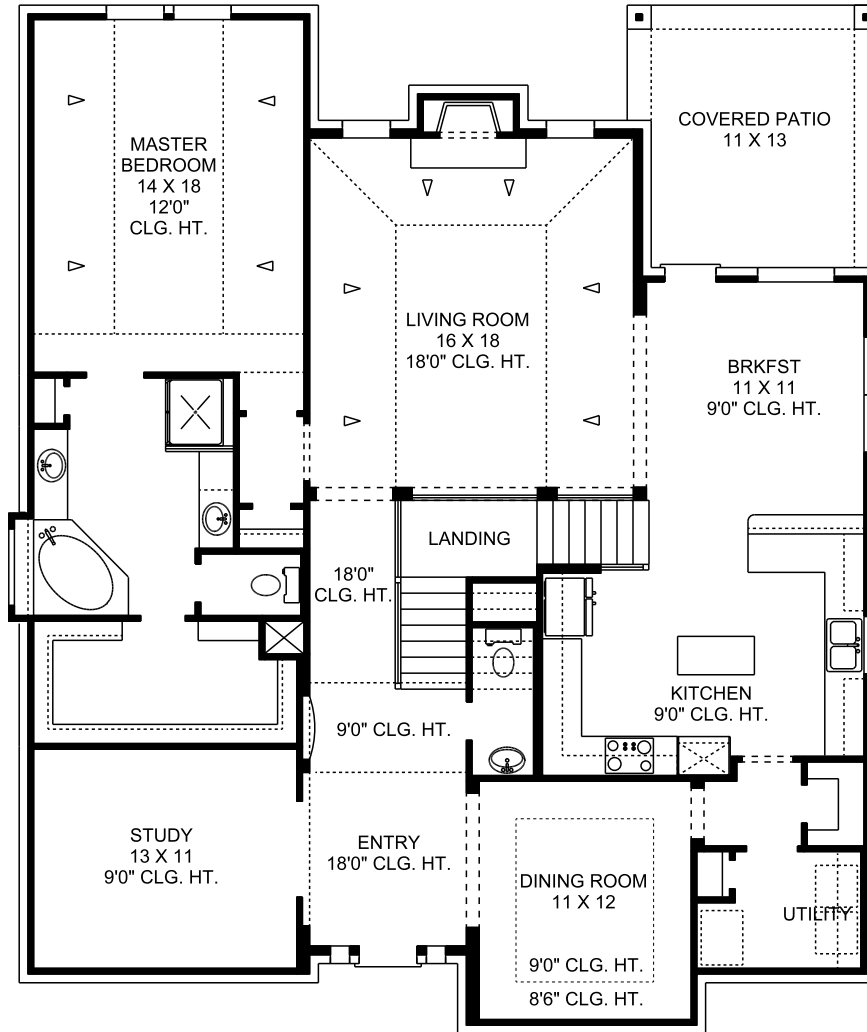 MASTER
BEDROOM
14 X 18
12'0"
CLG. HT.
COVERED PATIO
11 X 13
LIVING ROOM
16 X 18
18'0" CLG. HT.
BRKFST
11 X 11
9'0" CLG. HT.
LANDING
18'0"
CLG. HT.
KITCHEN
9'0" CLG. HT.
9'0" CLG. HT.
STUDY
13 X 11
9'0" CLG. HT.
ENTRY
18'0" CLG. HT.
DINING ROOM
11 X 12
9'0" CLG. HT.
8'6" CLG. HT.
UTILITY